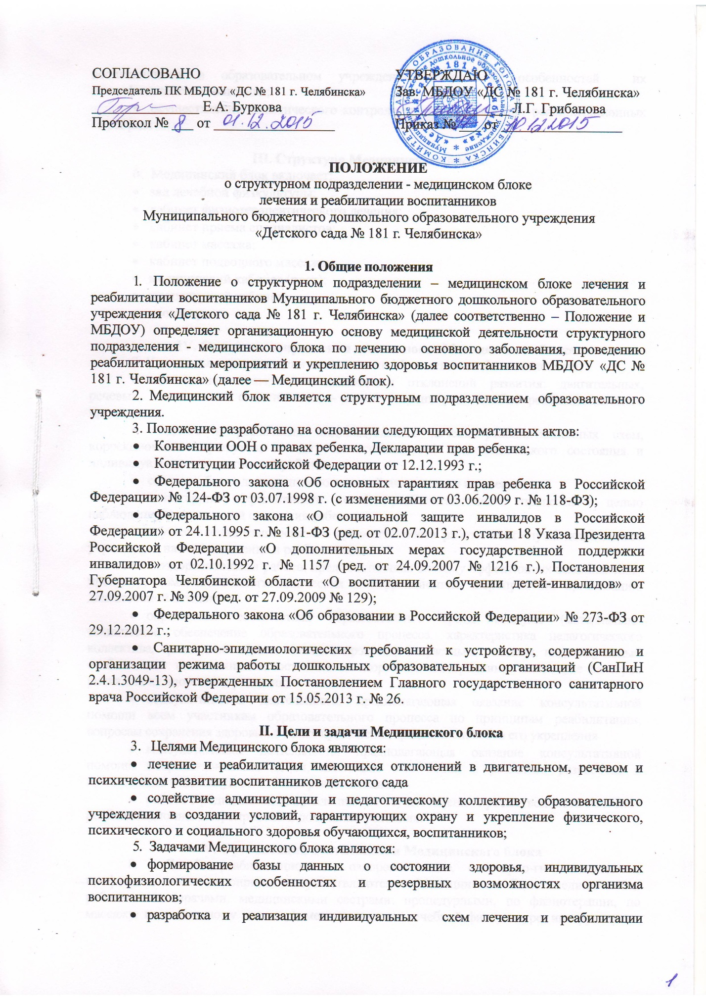 СОГЛАСОВАНО
Председатель ПК МБДОУ «ДС № 181 г. Челябинска»
Е.А. Буркова
Протокол № 8 от 01.12.2015
УТВЕРЖДАЮ
Зав. МБДОУ «ДС № 181 г. Челябинска»
Л.Г. Грибанова
Приказ № от 10.12.2015
ПОЛОЖЕНИЕ
о структурном подразделении - медицинском блоке
лечения и реабилитации воспитанников
Муниципального бюджетного дошкольного образовательного учреждения
«Детского сада № 181 г. Челябинска»
1. Общие положения
1. Положение о структурном подразделении – медицинском блоке лечения и
реабилитации воспитанников Муниципального бюджетного дошкольного образовательного
учреждения «Детского сада № 181 г. Челябинска» (далее соответственно – Положение и
МБДОУ) определяет организационную основу медицинской деятельности структурного
подразделения - медицинского блока по лечению основного заболевания, проведению
реабилитационных мероприятий и укреплению здоровья воспитанников МБДОУ «ДС №
181 г. Челябинска» (далее — Медицинский блок).
2. Медицинский блок является структурным подразделением образовательного
учреждения.
3. Положение разработано на основании следующих нормативных актов:
• Конвенции ООН о правах ребенка, Декларации прав ребенка;
• Конституции Российской Федерации от 12.12.1993 г.;
• Федерального закона «Об основных гарантиях прав ребенка в Российской
Федерации» № 124-ФЗ от 03.07.1998 г. (с изменениями от 03.06.2009 г. № 118-ФЗ);
• Федерального закона «О социальной защите инвалидов в Российской
Федерации» от 24.11.1995 г. № 181-ФЗ (ред. от 02.07.2013 г.), статьи 18 Указа Президента
Российской Федерации «О дополнительных мерах государственной поддержки
инвалидов» от 02.10.1992 г. № 1157 (ред. от 24.09.2007 № 1216 г.), Постановления
Губернатора Челябинской области «О воспитании и обучении детей-инвалидов» от
27.09.2007 г. № 309 (ред. от 27.09.2009 № 129);
• Федерального закона «Об образовании в Российской Федерации» № 273-ФЗ от
29.12.2012 г.;
• Санитарно-эпидемиологических требований к устройству, содержанию и
организации режима работы дошкольных образовательных организаций (СанПиН
2.4.1.3049-13), утвержденных Постановлением Главного государственного санитарного
врача Российской Федерации от 15.05.2013 г. № 26.
II. Цели и задачи Медицинского блока
3. Целями Медицинского блока являются:
• лечение и реабилитация имеющихся отклонений в двигательном, речевом и
психическом развитии воспитанников детского сада
• содействие администрации и педагогическому коллективу образовательного
учреждения в создании условий, гарантирующих охрану и укрепление физического,
психического и социального здоровья обучающихся, воспитанников;
5. Задачами Медицинского блока являются:
• формирование базы данных о состоянии здоровья, индивидуальных
психофизиологических особенностях и резервных возможностях организма
воспитанников;
• разработка и реализация индивидуальных схем лечения и реабилитации
1